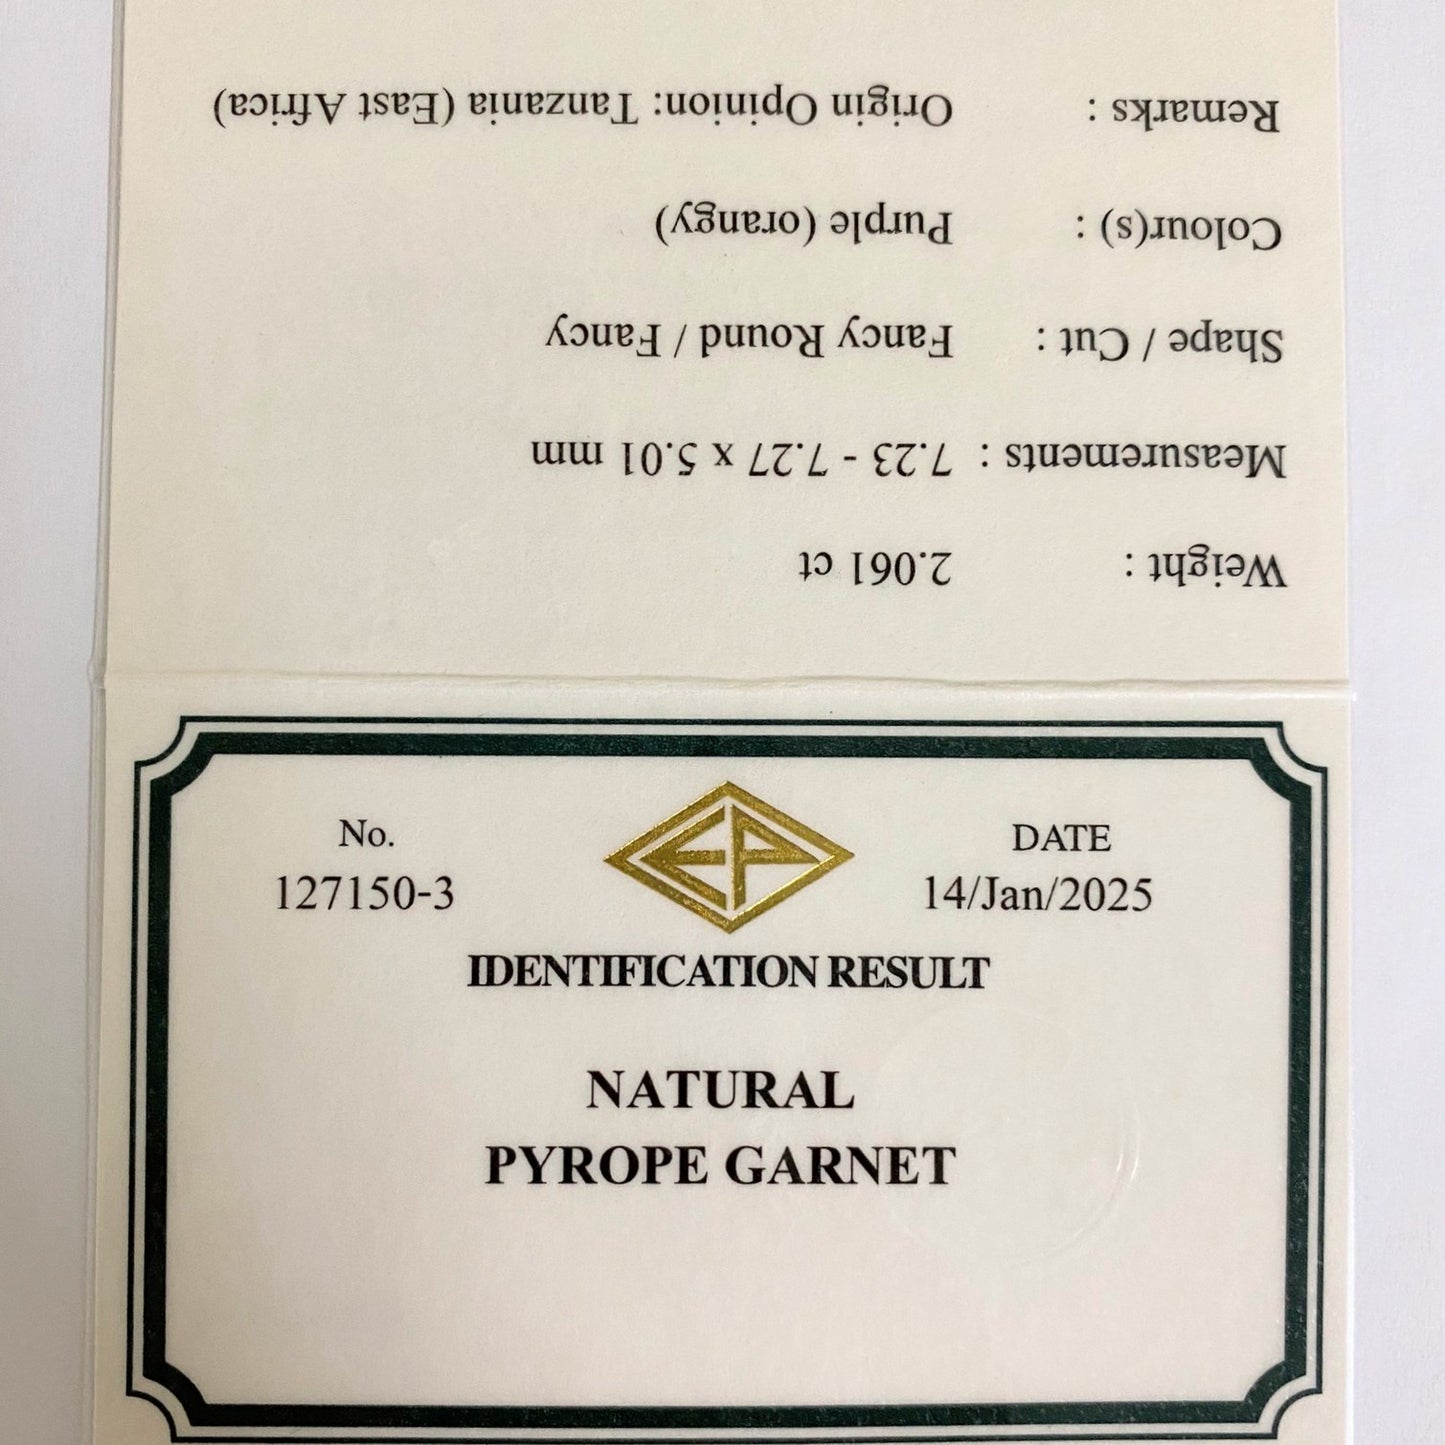 Weight : 2.061 ct
Measurements : 7.23 - 7.27 x 5.01 mm
Shape / Cut : Fancy Round / Fancy
Colour(s) : Purple (orangy)
Remarks : Origin Opinion: Tanzania (East Africa)
EP
No.
127150-3
DATE
14/Jan/2025
IDENTIFICATION RESULT
NATURAL
PYROPE GARNET